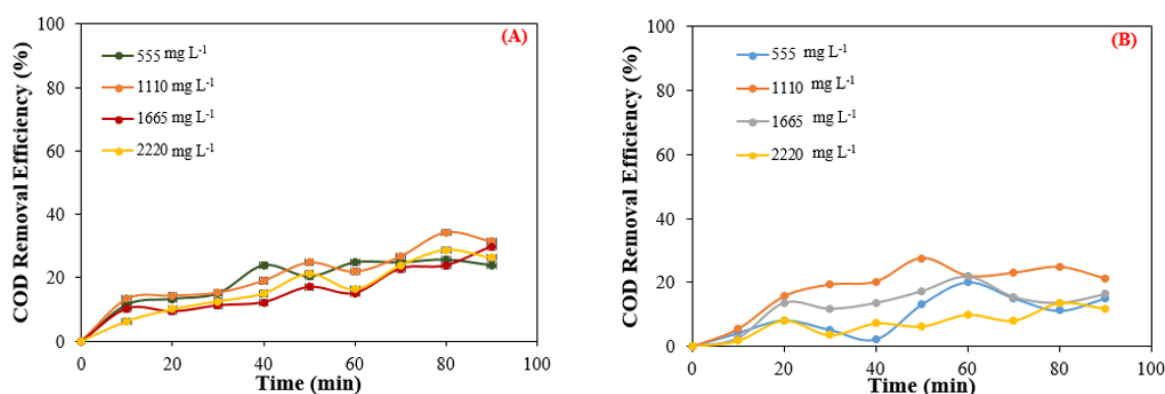 (A)
COD Removal Efficiency (%)
100
80
60
40
20
0
555 mg L-1
1110 mg L-1
1665 mg L-1
2220 mg L-1
0 20 40 60 80 100
Time (min)
(B)
COD Removal Efficiency (%)
100
80
60
40
20
0
555 mg L-1
1110 mg L-1
1665 mg L-1
2220 mg L-1
0 20 40 60 80 100
Time (min)